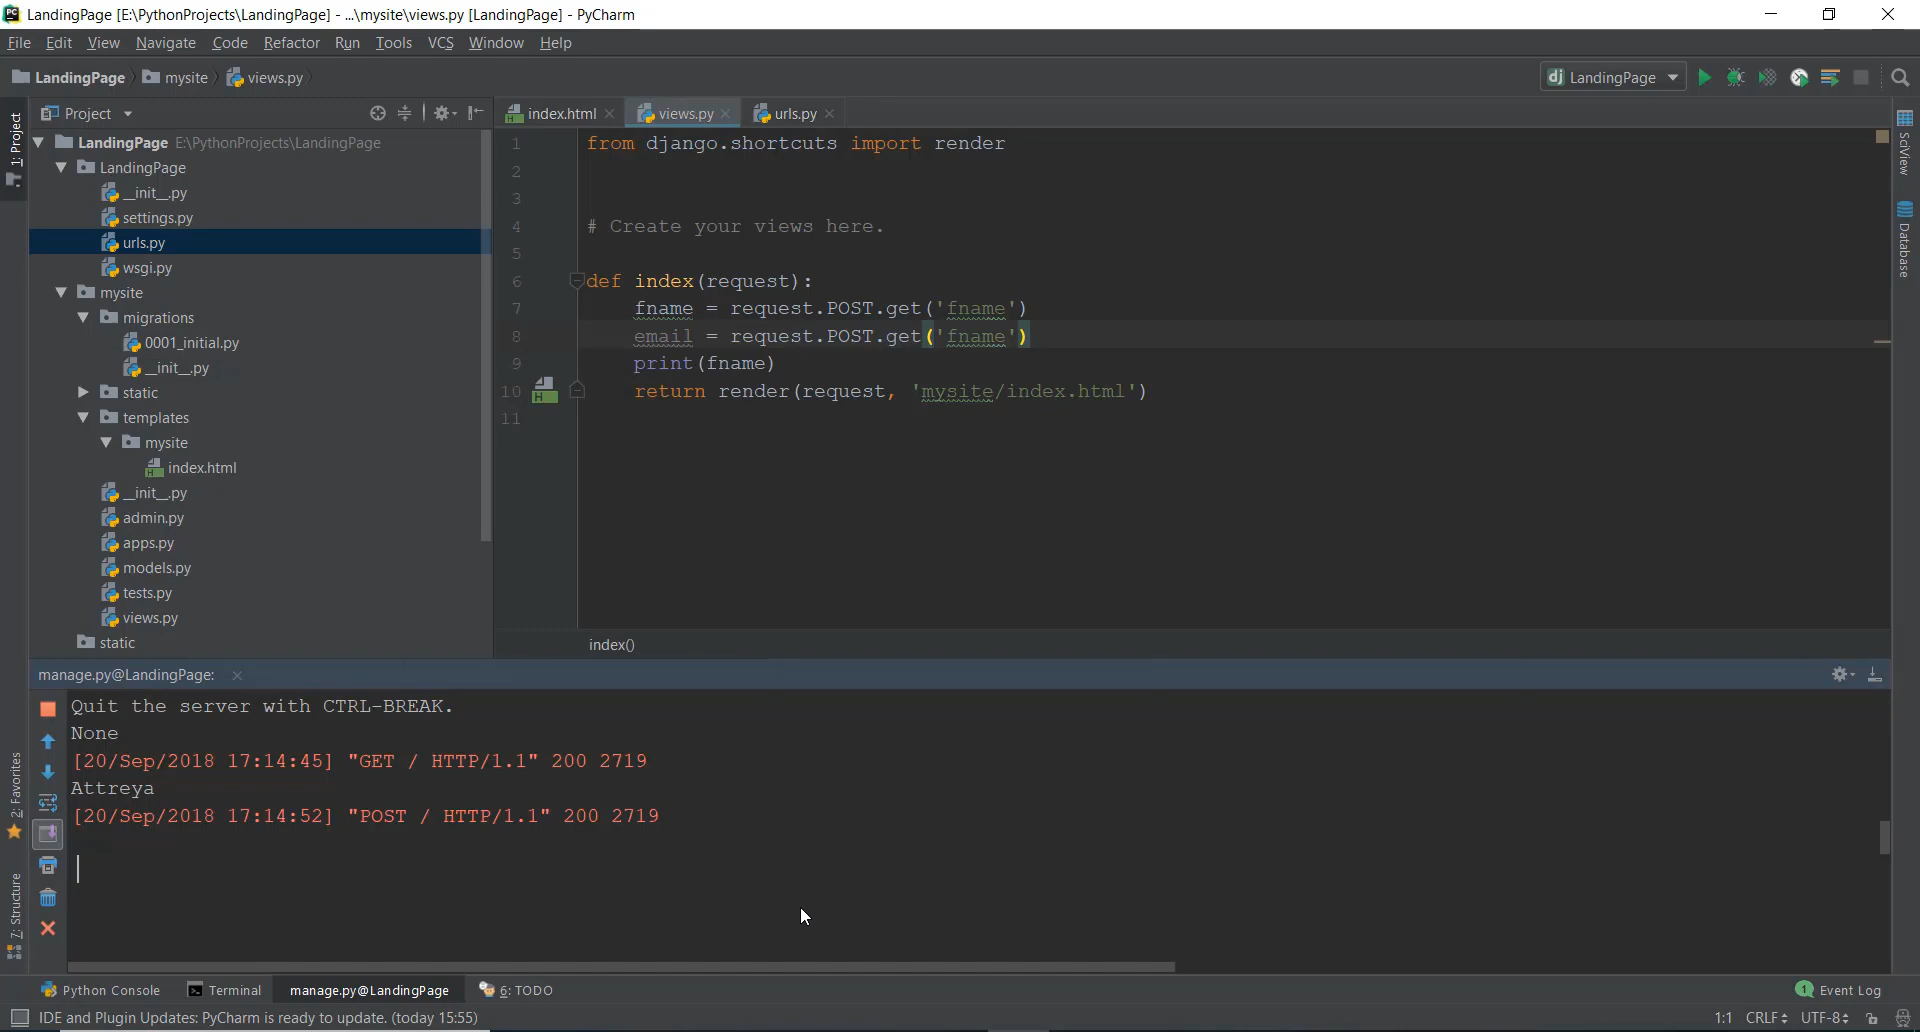 LandingPage [E:\PythonProjects\LandingPage] - ...\mysite\views.py [LandingPage] - PyCharm
File Edit View Navigate Code Refactor Run Tools VCS Window Help
LandingPage mysite views.py
LandingPage
Project
index.html views.py urls.py
1: Project
LandingPage E:\PythonProjects\LandingPage
LandingPage
__init__.py
settings.py
urls.py
wsgi.py
mysite
migrations
0001_initial.py
__init__.py
static
templates
mysite
index.html
__init__.py
admin.py
apps.py
models.py
tests.py
views.py
static
1 from django.shortcuts import render
2
3
4 # Create your views here.
5
6 def index(request):
7 fname = request.POST.get('fname')
8 email = request.POST.get('fname')
9 print(fname)
10 return render(request, 'mysite/index.html')
11
index()
SciView
Database
manage.py@LandingPage:
Quit the server with CTRL-BREAK.
None
[20/Sep/2018 17:14:45] "GET / HTTP/1.1" 200 2719
Attreya
[20/Sep/2018 17:14:52] "POST / HTTP/1.1" 200 2719
2: Favorites
7: Structure
Python Console Terminal manage.py@LandingPage 6: TODO
1 Event Log
IDE and Plugin Updates: PyCharm is ready to update. (today 15:55)
1:1 CRLF UTF-8